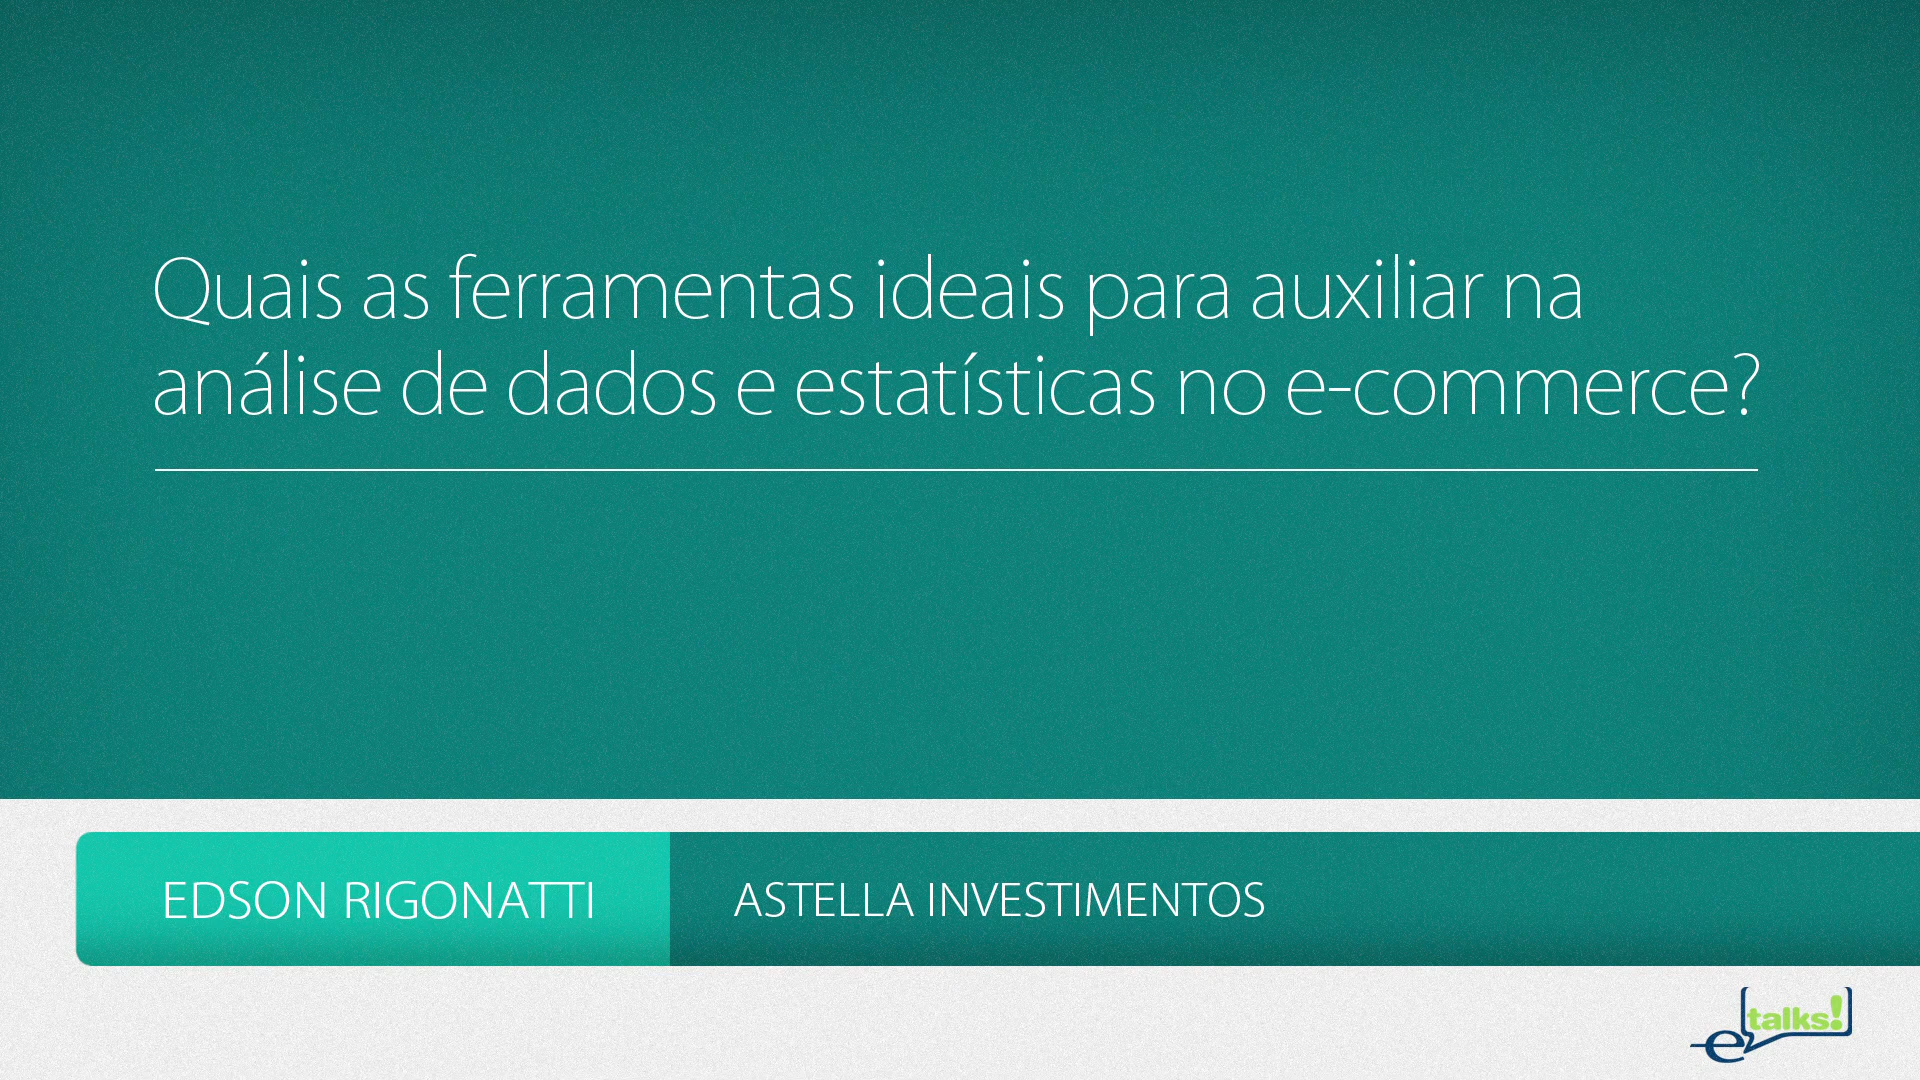 Quais as ferramentas ideais para auxiliar na
análise de dados e estatísticas no e-commerce?
EDSON RIGONATTI
ASTELLA INVESTIMENTOS
e talks!